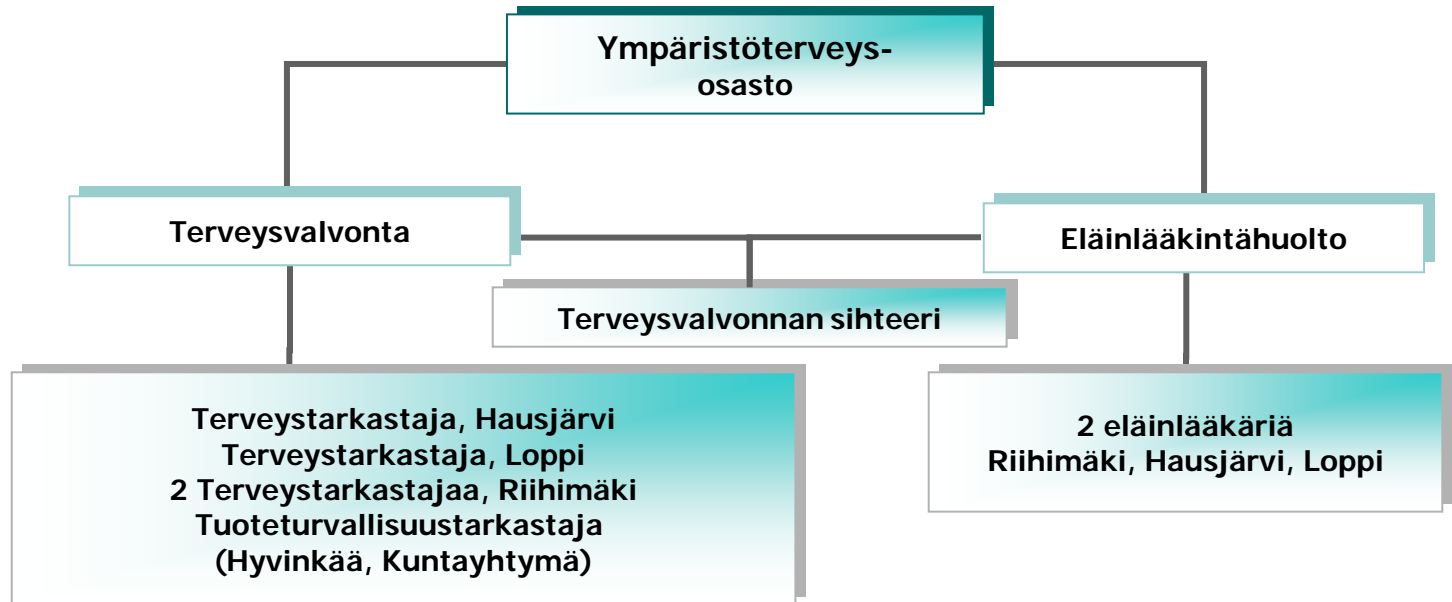 Ympäristöterveys-
osasto
Terveysvalvonta
Eläinlääkintähuolto
Terveysvalvonnan sihteeri
Terveystarkastaja, Hausjärvi
Terveystarkastaja, Loppi
2 Terveystarkastajaa, Riihimäki
Tuoteturvallisuustarkastaja
(Hyvinkää, Kuntayhtymä)
2 eläinlääkäriä
Riihimäki, Hausjärvi, Loppi